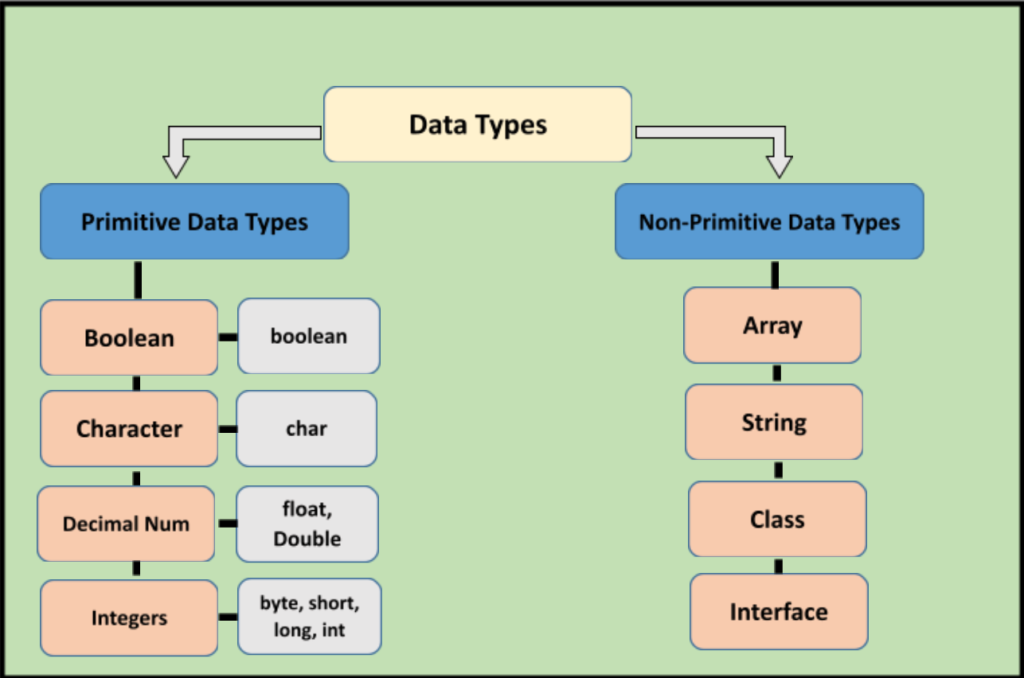 Data Types
Primitive Data Types
Boolean
boolean
Character
char
Decimal Num
float,
Double
Integers
byte, short,
long, int
Non-Primitive Data Types
Array
String
Class
Interface